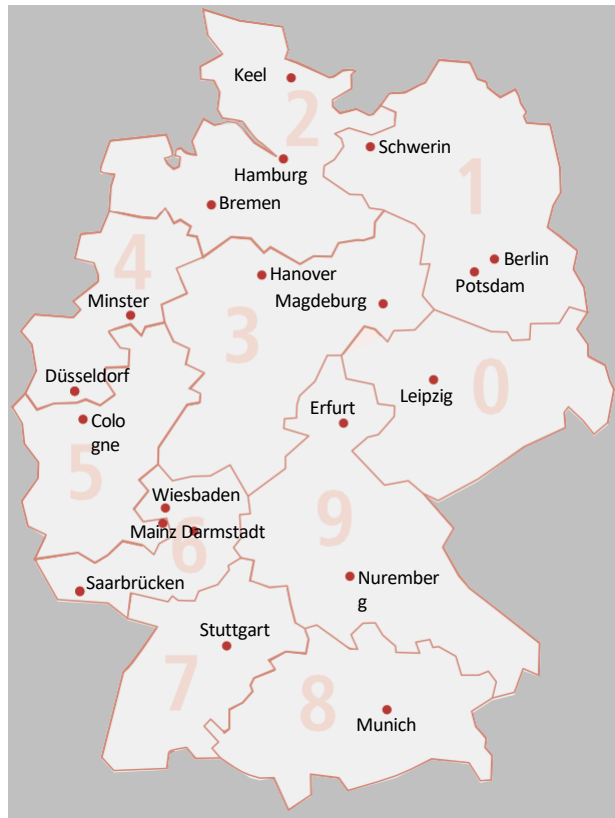 Keel
2
Schwerin
Hamburg
1
Bremen
4
Hanover
Berlin
Potsdam
Minster
Magdeburg
3
Düsseldorf
Leipzig
0
Erfurt
Colo
gne
5
Wiesbaden
9
Mainz Darmstadt
6
Saarbrücken
Nurember
g
Stuttgart
7
8
Munich